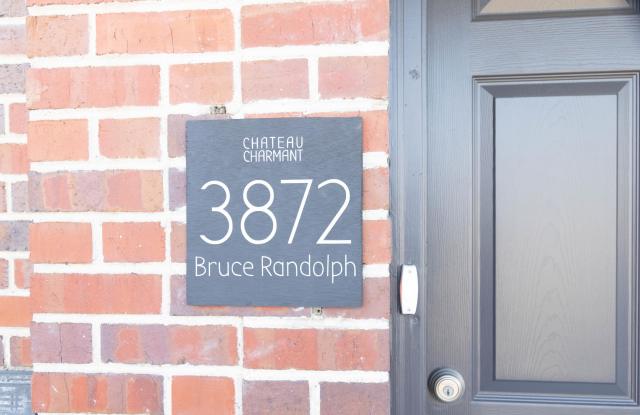 CHATEAU
CHARMANT
3872
Bruce Randolph